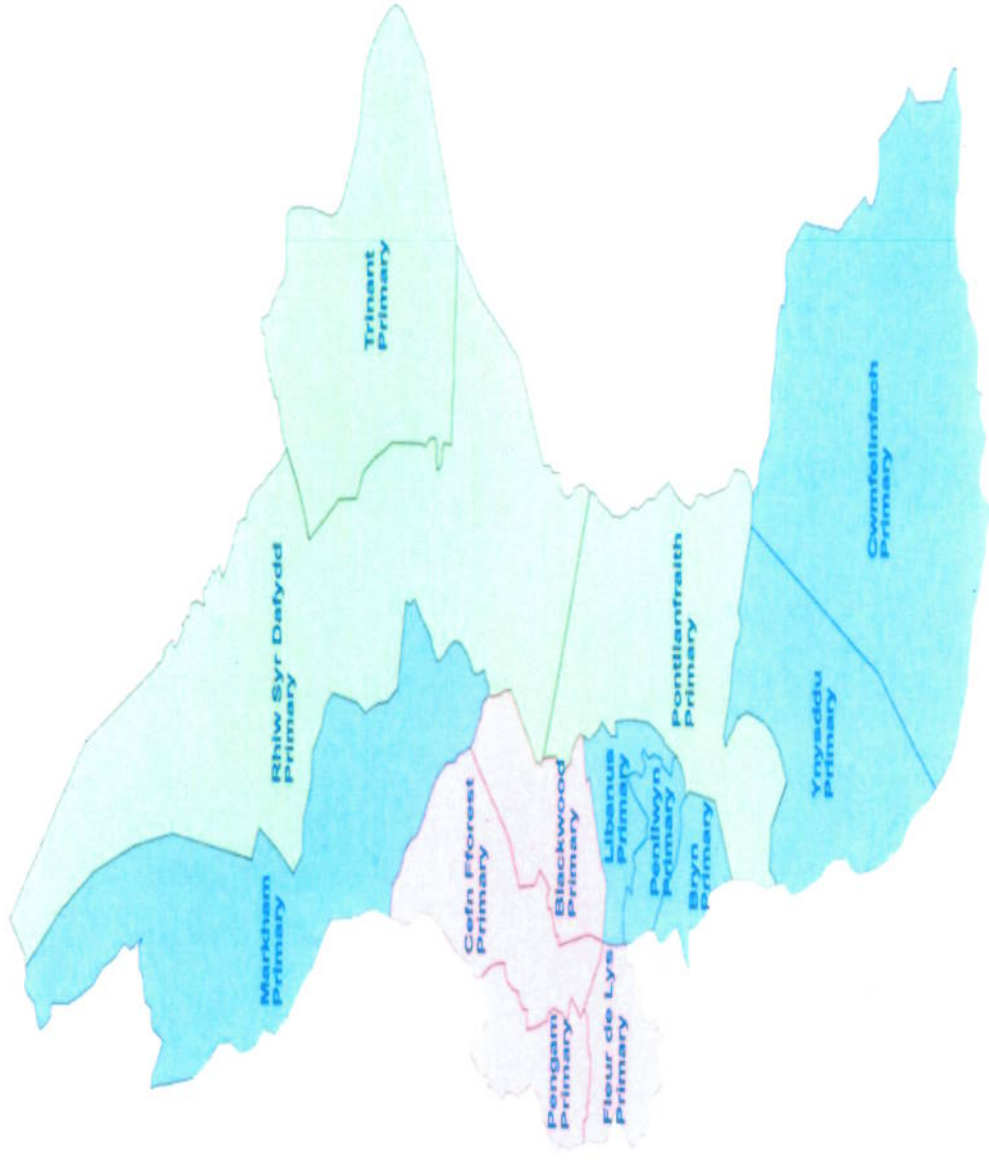 Markham
Primary
Rhiw Syr Dafydd
Primary
Trinant
Primary
Cefn Fforest
Primary
Pengam
Primary
Blackwood
Primary
Fleur de Lys
Primary
Libanus
Primary
Penllwyn
Primary
Bryn
Primary
Pontllanfraith
Primary
Ynysddu
Primary
Cwmfelinfach
Primary